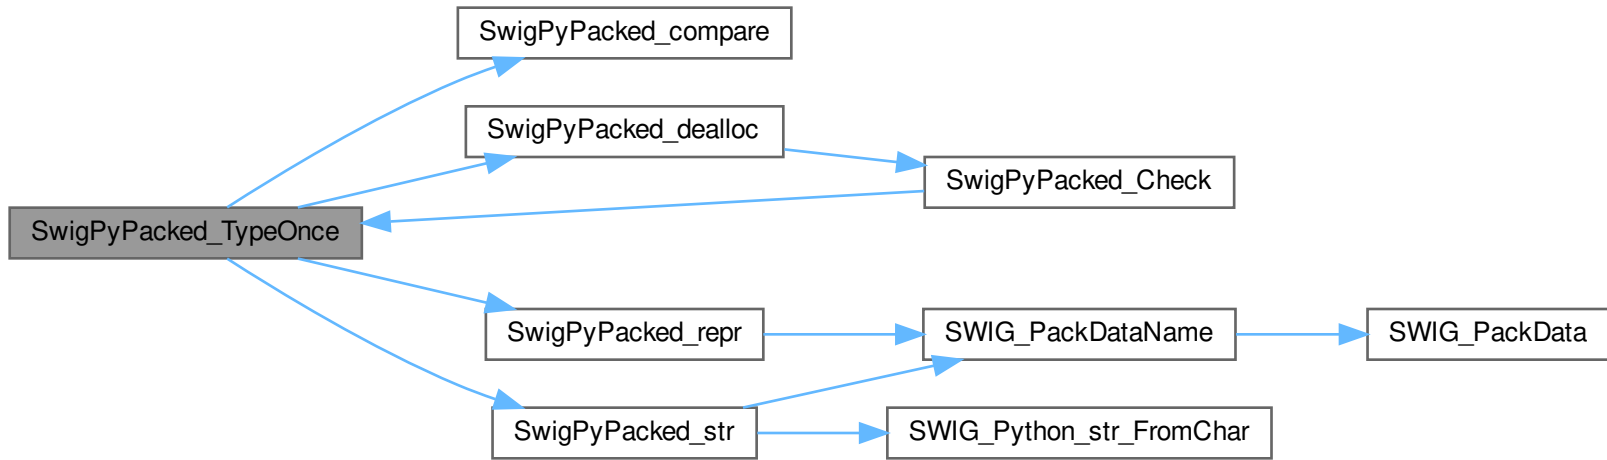 SwigPyPacked_compare
SwigPyPacked_dealloc
SwigPyPacked_Check
SwigPyPacked_TypeOnce
SwigPyPacked_repr
SWIG_PackDataName
SWIG_PackData
SwigPyPacked_str
SWIG_Python_str_FromChar